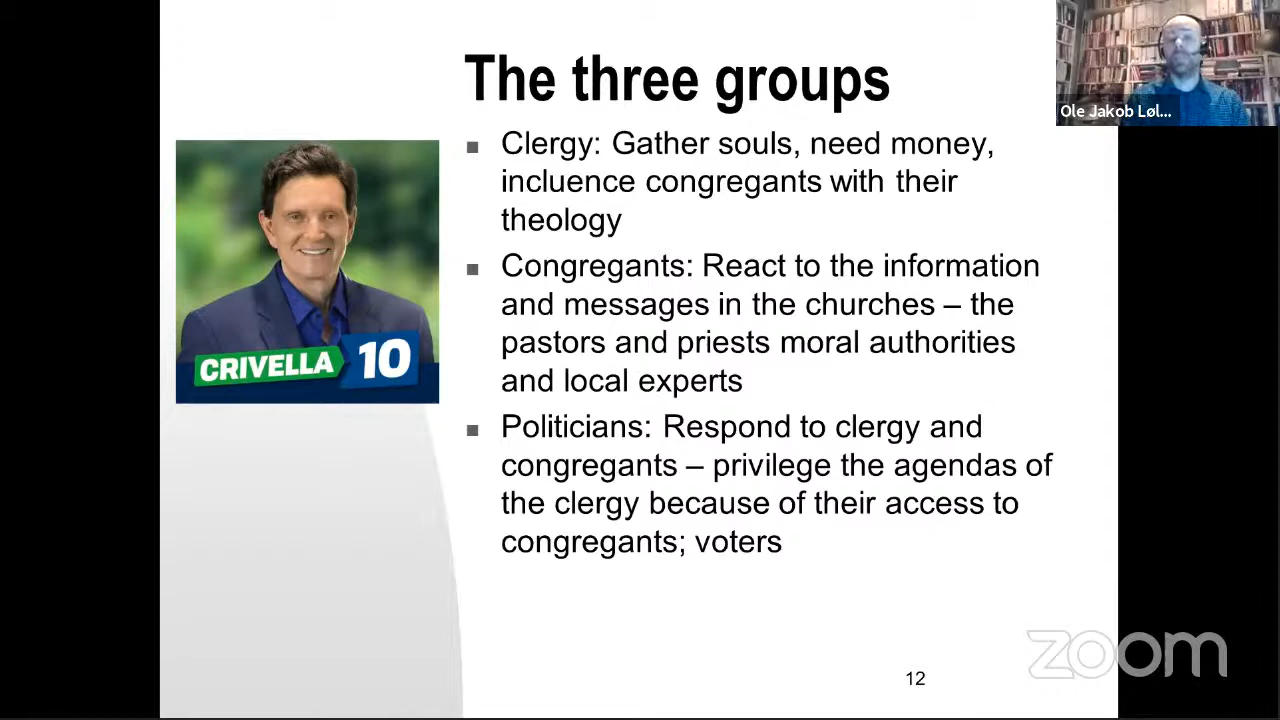 The three groups
Ole Jakob Løl...
■ Clergy: Gather souls, need money,
incluence congregants with their
theology
■ Congregants: React to the information
and messages in the churches – the
pastors and priests moral authorities
and local experts
■ Politicians: Respond to clergy and
congregants – privilege the agendas of
the clergy because of their access to
congregants; voters
CRIVELLA 10
zoom
12